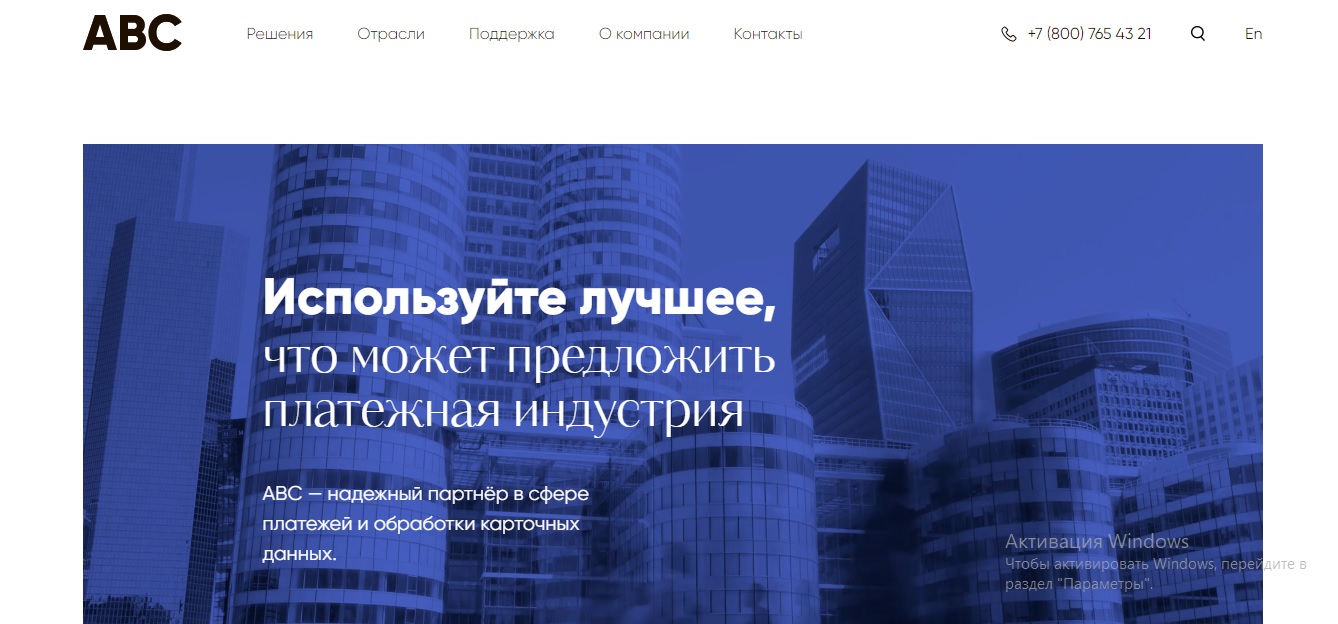 ABC
Решения
Отрасли
Поддержка
О компании
Контакты
+7 (800) 765 43 21
En
Используйте лучшее,
что может предложить
платежная индустрия
ABC — надежный партнёр в сфере
платежей и обработки карточных
данных.
Активация Windows
Чтобы активировать Windows, перейдите в
раздел "Параметры".